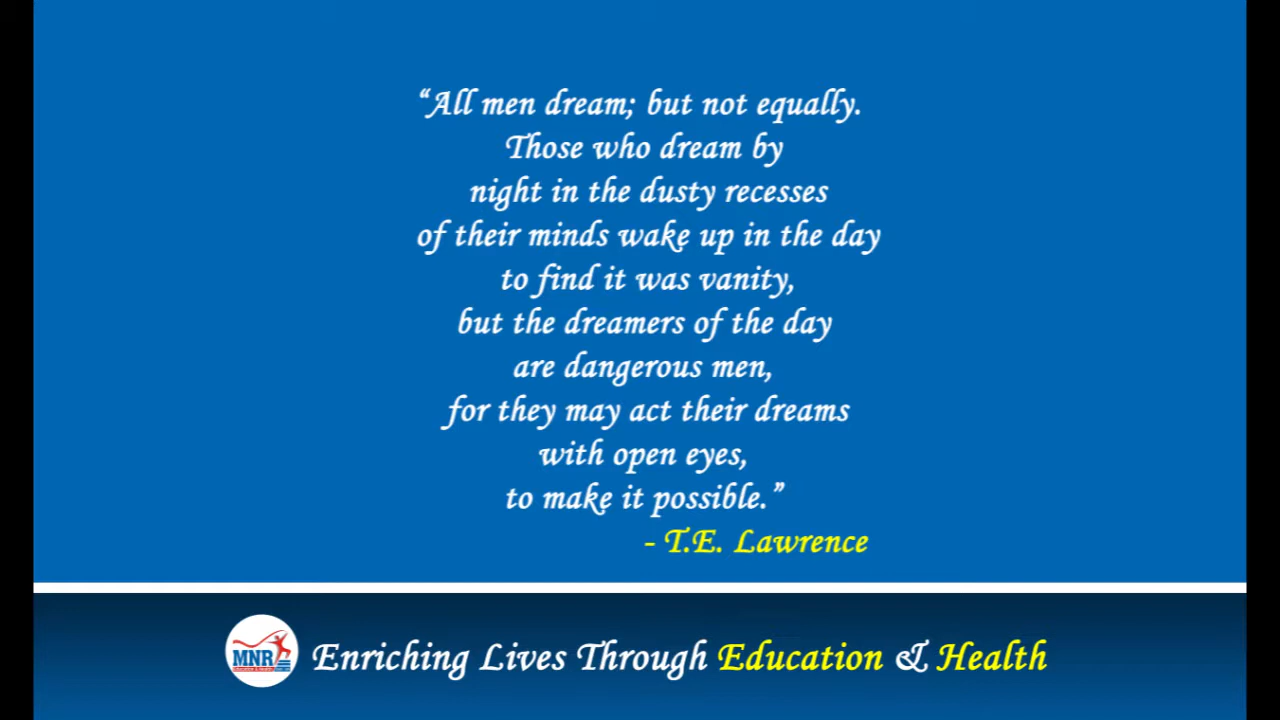 “All men dream; but not equally.
Those who dream by
night in the dusty recesses
of their minds wake up in the day
to find it was vanity,
but the dreamers of the day
are dangerous men,
for they may act their dreams
with open eyes,
to make it possible.”
- T.E. Lawrence
MNR
Enriching Lives Through Education & Health